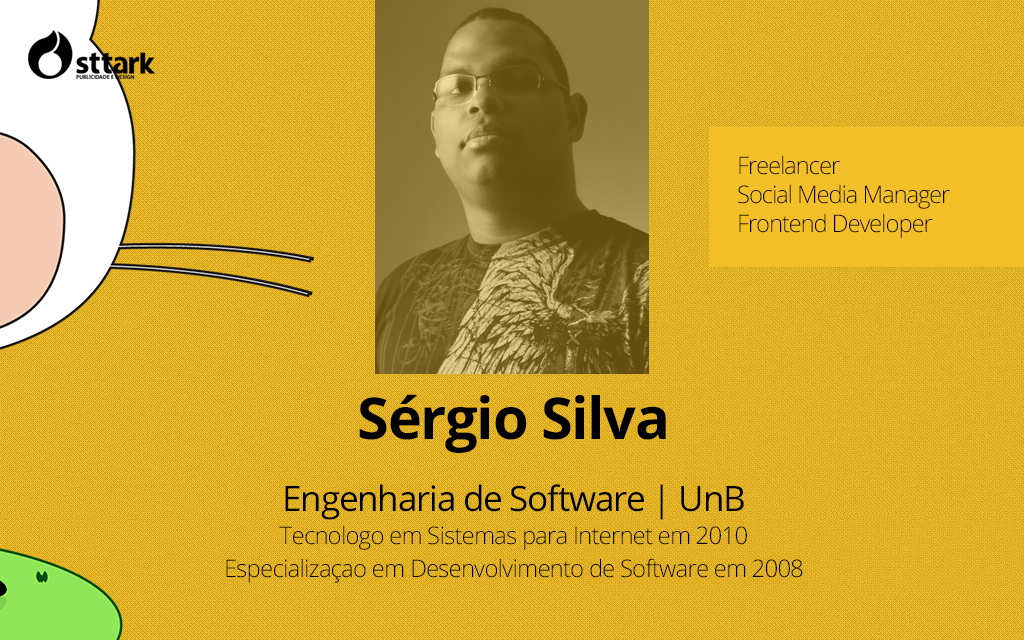 sttark
PUBLICIDADE E DESIGN
Freelancer
Social Media Manager
Frontend Developer
Sérgio Silva
Engenharia de Software | UnB
Tecnologo em Sistemas para Internet em 2010
Especializaçao em Desenvolvimento de Software em 2008